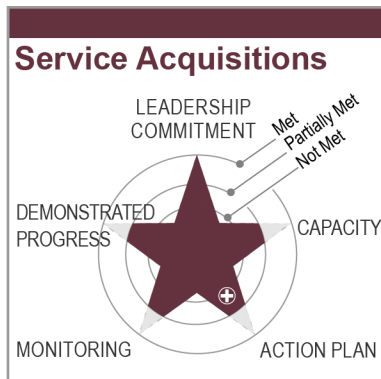 Service Acquisitions
LEADERSHIP
COMMITMENT
Met
Partially Met
Not Met
DEMONSTRATED
PROGRESS
CAPACITY
MONITORING
ACTION PLAN